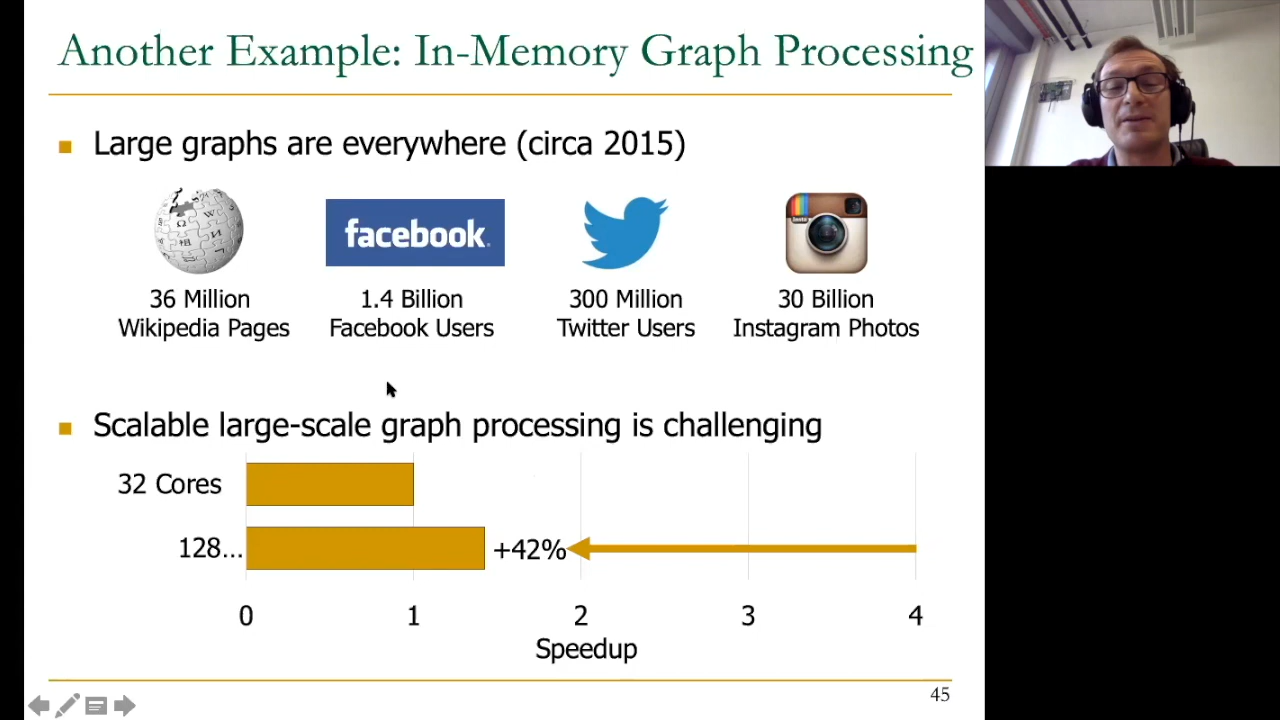 Another Example: In-Memory Graph Processing
Large graphs are everywhere (circa 2015)
facebook
36 Million
Wikipedia Pages
1.4 Billion
Facebook Users
300 Million
Twitter Users
30 Billion
Instagram Photos
Scalable large-scale graph processing is challenging
32 Cores
128...
+42%
0 1 2 3 4
Speedup
45